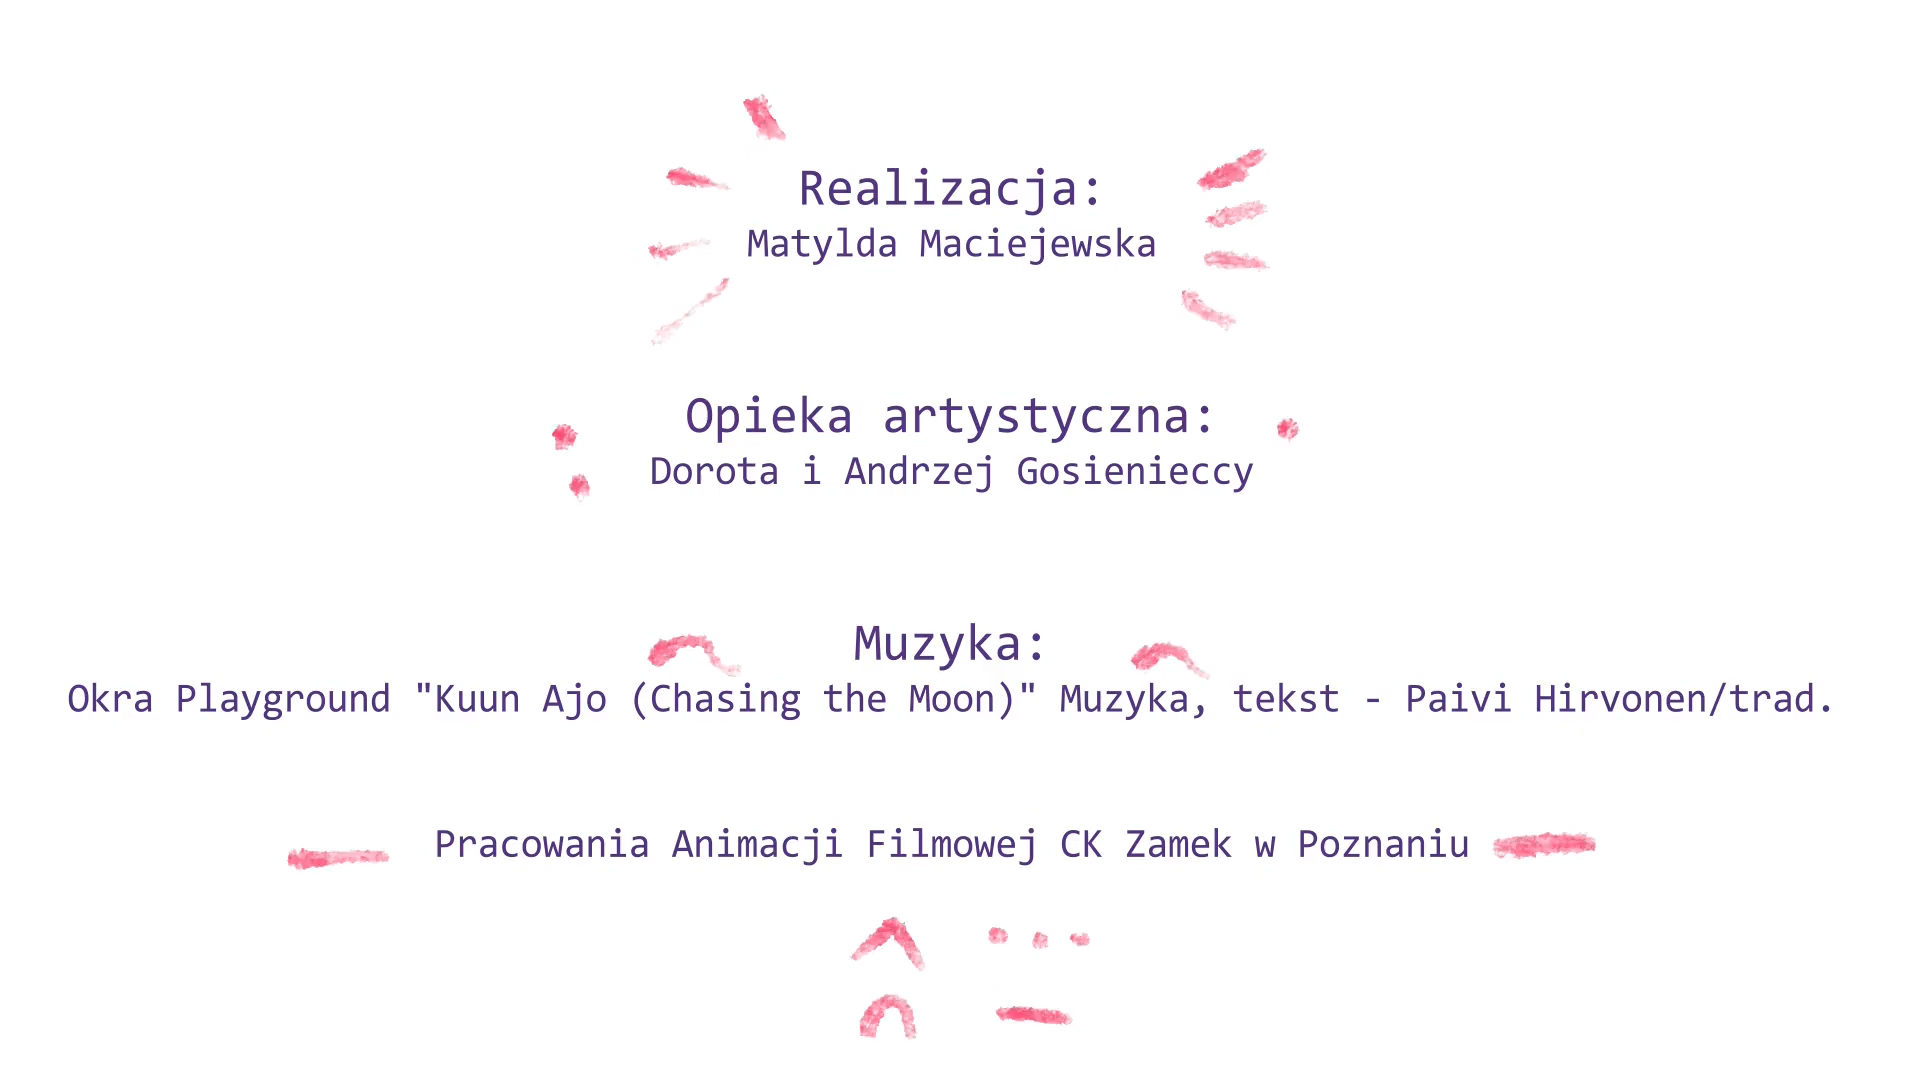 Realizacja:
Matylda Maciejewska
Opieka artystyczna:
Dorota i Andrzej Gosienieccy
Muzyka:
Okra Playground "Kuun Ajo (Chasing the Moon)" Muzyka, tekst - Paivi Hirvonen/trad.
Pracowania Animacji Filmowej CK Zamek w Poznaniu